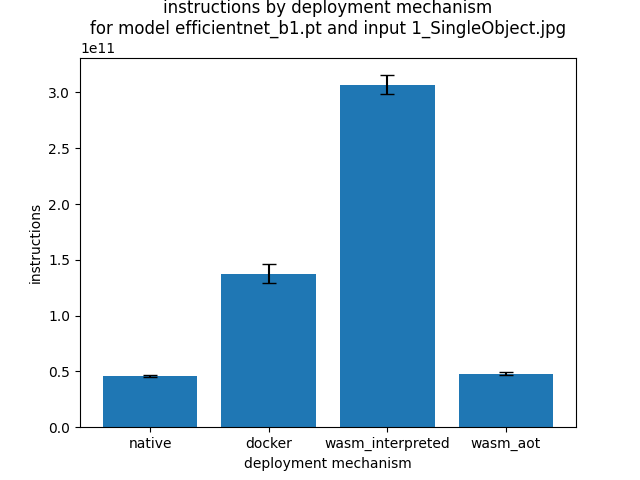 instructions by deployment mechanism
for model efficientnet_b1.pt and input 1_SingleObject.jpg
1e11
3.0
2.5
2.0
1.5
1.0
0.5
0.0
instructions
native docker wasm_interpreted wasm_aot
deployment mechanism